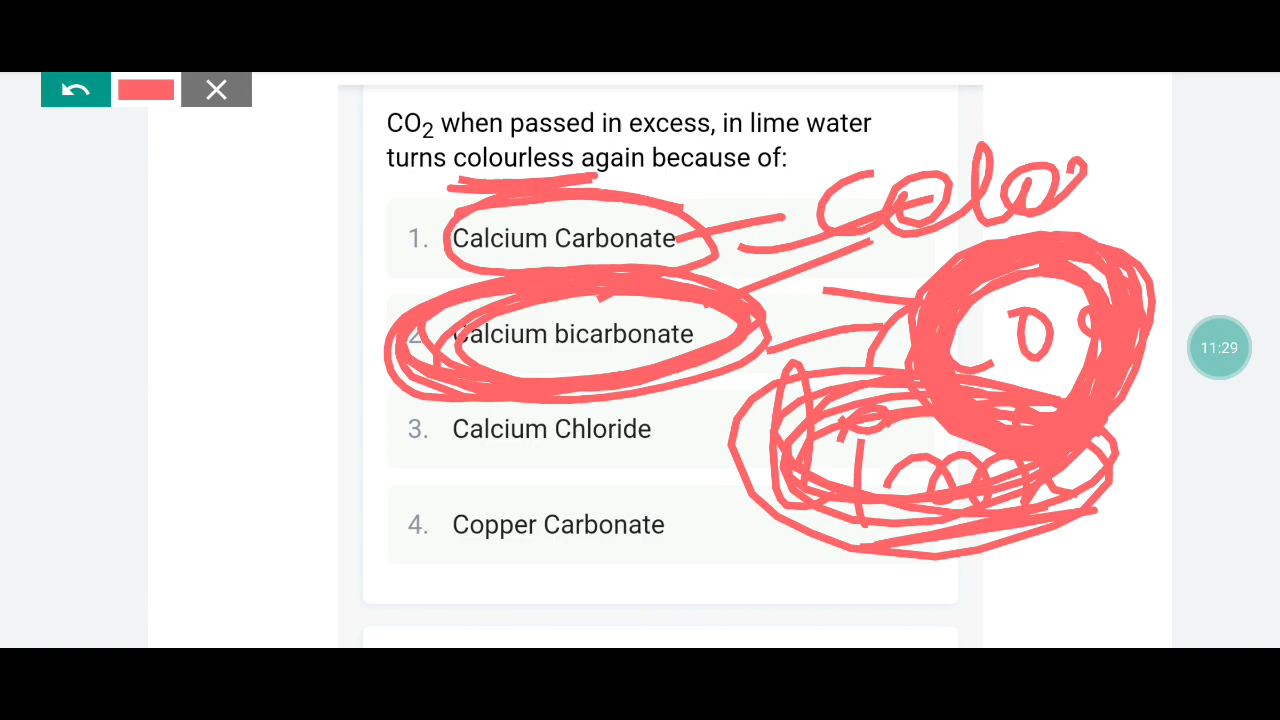 CO2 when passed in excess, in lime water
turns colourless again because of:
1. Calcium Carbonate
2. Calcium bicarbonate
3. Calcium Chloride
4. Copper Carbonate
11:29